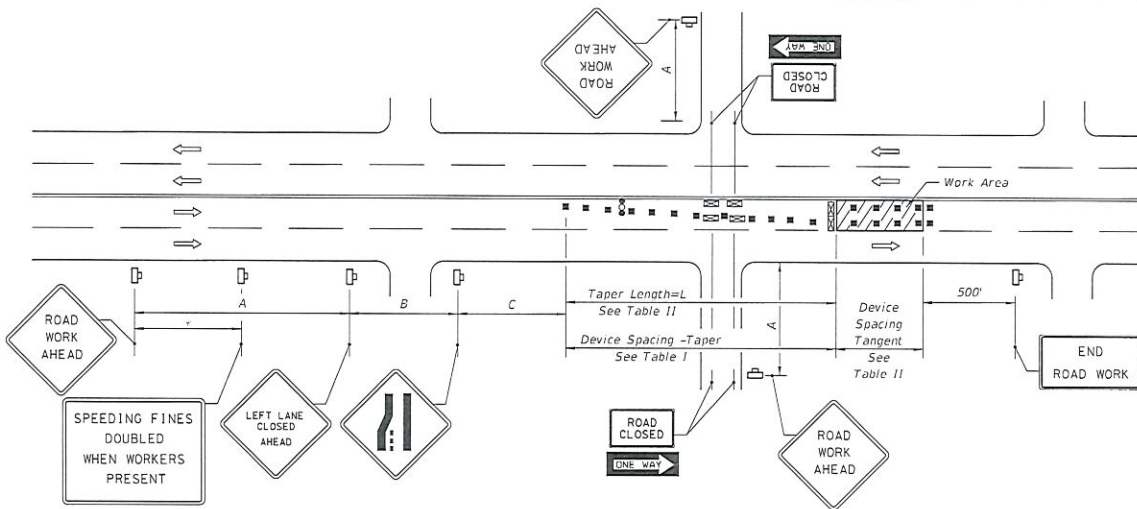 ROAD
WORK
AHEAD
A
ONE WAY
ROAD
CLOSED
Work Area
A
B
C
Taper Length=L
See Table II
Device Spacing -Taper
See Table I
A
Device
Spacing
Tangent
See
Table II
500'
ROAD
WORK
AHEAD
SPEEDING FINES
DOUBLED
WHEN WORKERS
PRESENT
LEFT LANE
CLOSED
AHEAD
ROAD
CLOSED
ONE WAY
ROAD
WORK
AHEAD
END
ROAD WORK